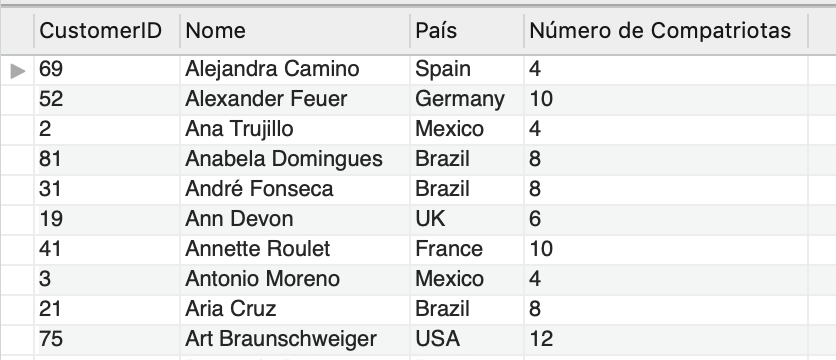 CustomerID Nome País Número de Compatriotas
69 Alejandra Camino Spain 4
52 Alexander Feuer Germany 10
2 Ana Trujillo Mexico 4
81 Anabela Domingues Brazil 8
31 André Fonseca Brazil 8
19 Ann Devon UK 6
41 Annette Roulet France 10
3 Antonio Moreno Mexico 4
21 Aria Cruz Brazil 8
75 Art Braunschweiger USA 12